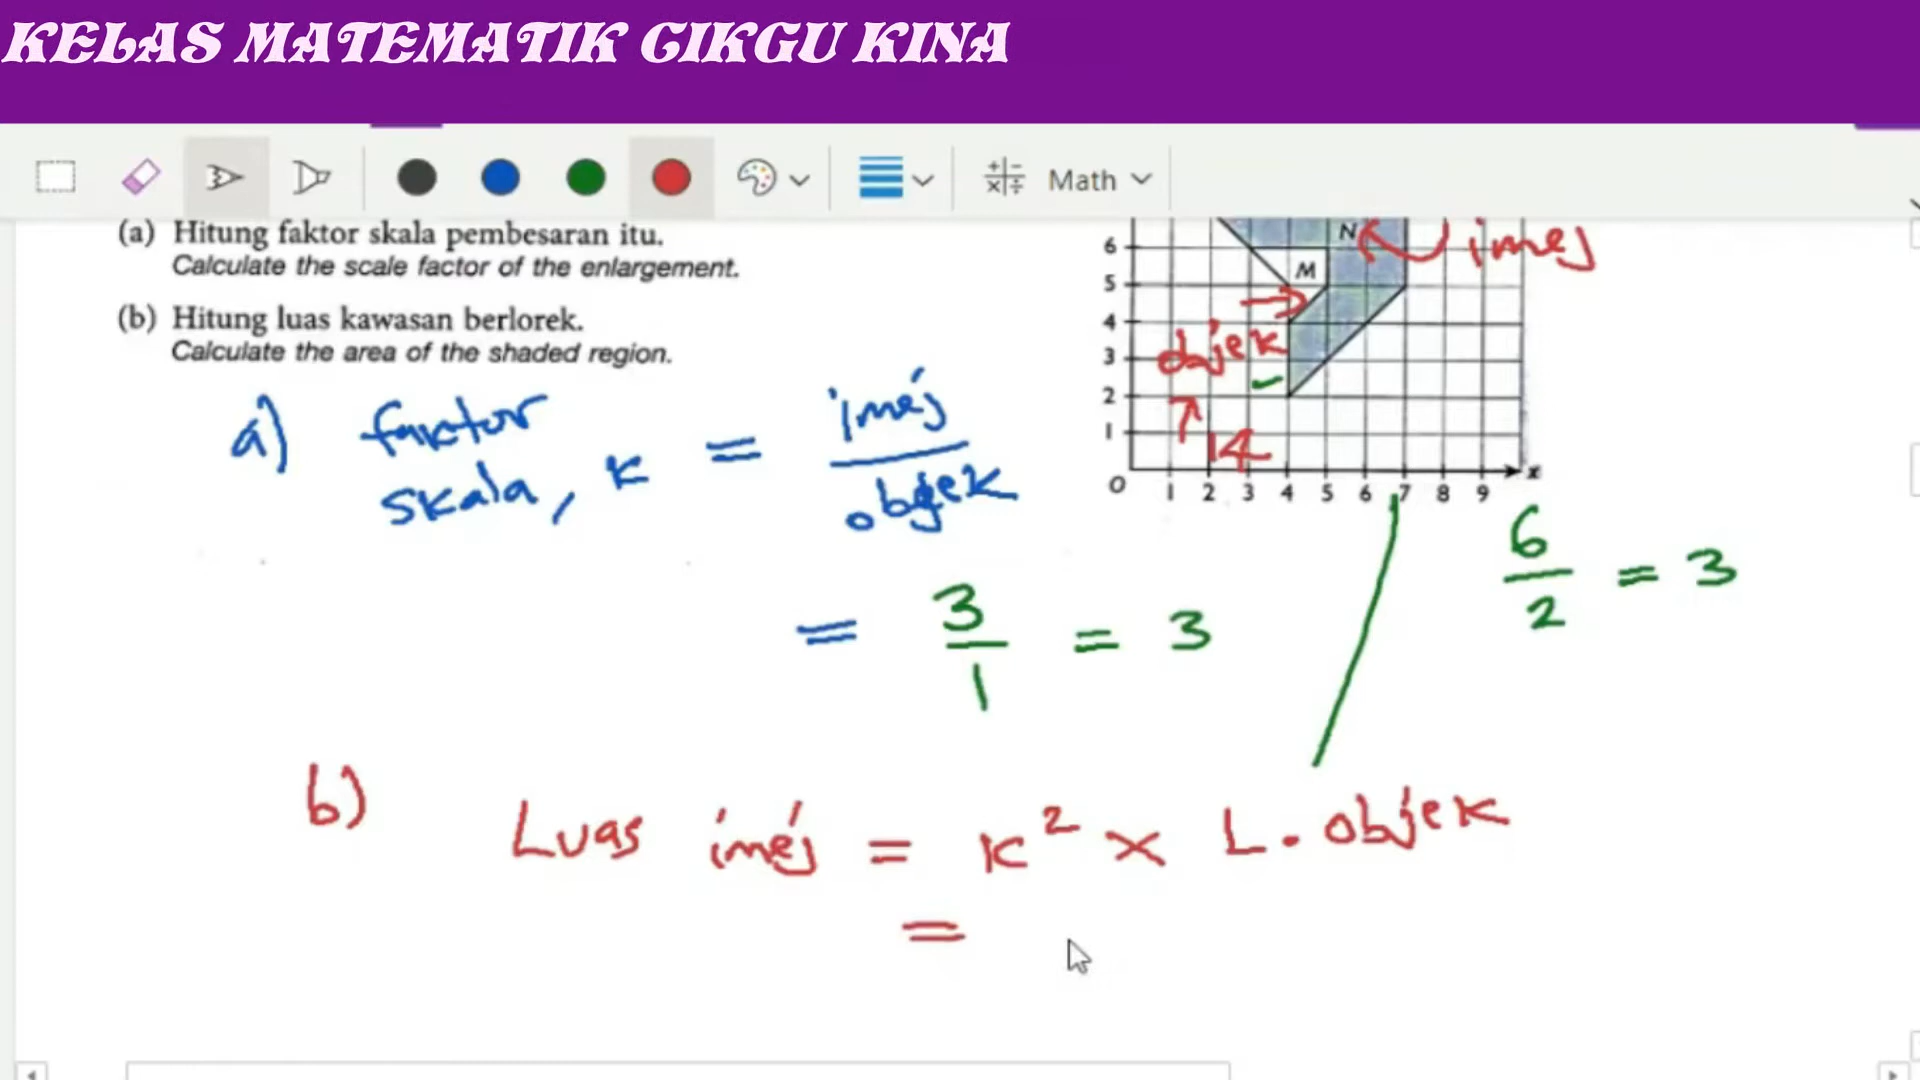 KELAS MATEMATIK CIKGU KINA
Math
(a) Hitung faktor skala pembesaran itu.
Calculate the scale factor of the enlargement.
(b) Hitung luas kawasan berlorek.
Calculate the area of the shaded region.
N imej
6
M
5
4
objek
3
2
1
14
O 1 2 3 4 5 6 7 8 9 x
a) faktor skala, k = imej / objek
= 3/1 = 3
6/2 = 3
b) Luas imej = k² × L. objek
=